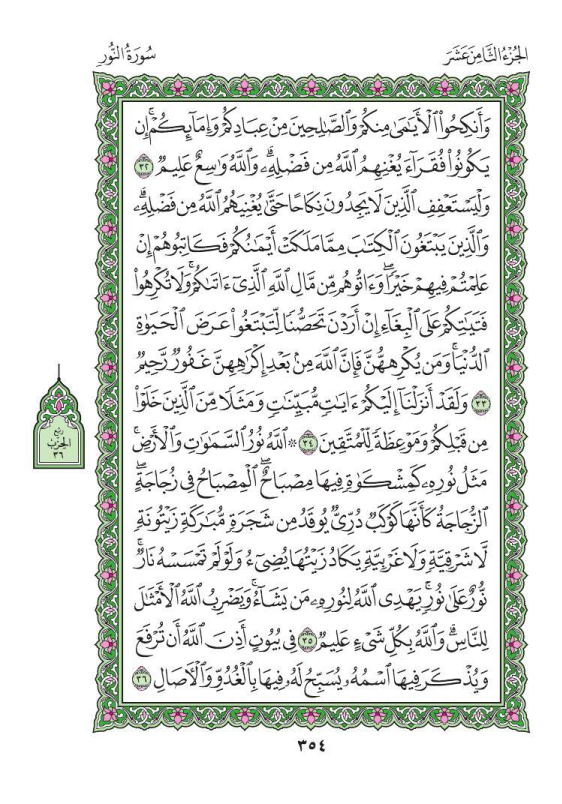 الجُزْءُ الثَّامِنَ عَشَرَ
سُورَةُ النُّور
وَأَنكِحُوا۟ ٱلْأَيَـٰمَىٰ مِنكُمْ وَٱلصَّـٰلِحِينَ مِنْ عِبَادِكُمْ وَإِمَآئِكُمْ ۚ إِن
يَكُونُوا۟ فُقَرَآءَ يُغْنِهِمُ ٱللَّهُ مِن فَضْلِهِۦ ۗ وَٱللَّهُ وَٰسِعٌ عَلِيمٌ ٣٢
وَلْيَسْتَعْفِفِ ٱلَّذِينَ لَا يَجِدُونَ نِكَاحًا حَتَّىٰ يُغْنِيَهُمُ ٱللَّهُ مِن فَضْلِهِۦ ۗ
وَٱلَّذِينَ يَبْتَغُونَ ٱلْكِتَـٰبَ مِمَّا مَلَكَتْ أَيْمَـٰنُكُمْ فَكَاتِبُوهُمْ إِنْ
عَلِمْتُمْ فِيهِمْ خَيْرًا ۖ وَءَاتُوهُم مِّن مَّالِ ٱللَّهِ ٱلَّذِىٓ ءَاتَىٰكُمْ ۚ وَلَا تُكْرِهُوا۟
فَتَيَـٰتِكُمْ عَلَى ٱلْبِغَآءِ إِنْ أَرَدْنَ تَحَصُّنًا لِّتَبْتَغُوا۟ عَرَضَ ٱلْحَيَوٰةِ
ٱلدُّنْيَا ۚ وَمَن يُكْرِههُّنَّ فَإِنَّ ٱللَّهَ مِنۢ بَعْدِ إِكْرَٰهِهِنَّ غَفُورٌ رَّحِيمٌ
٣٣ وَلَقَدْ أَنزَلْنَآ إِلَيْكُمْ ءَايَـٰتٍ مُّبَيِّنَـٰتٍ وَمَثَلًا مِّنَ ٱلَّذِينَ خَلَوْا۟
مِن قَبْلِكُمْ وَمَوْعِظَةً لِّلْمُتَّقِينَ ٣٤ ۞ ٱللَّهُ نُورُ ٱلسَّمَـٰوَٰتِ وَٱلْأَرْضِ ۚ
مَثَلُ نُورِهِۦ كَمِشْكَوٰةٍ فِيهَا مِصْبَاحٌ ۖ ٱلْمِصْبَاحُ فِى زُجَاجَةٍ ۖ
ٱلزُّجَاجَةُ كَأَنَّهَا كَوْكَبٌ دُرِّىٌّ يُوقَدُ مِن شَجَرَةٍ مُّبَـٰرَكَةٍ زَيْتُونَةٍ
لَّا شَرْقِيَّةٍ وَلَا غَرْبِيَّةٍ يَكَادُ زَيْتُهَا يُضِىٓءُ وَلَوْ لَمْ تَمْسَسْهُ نَارٌ ۚ
نُّورٌ عَلَىٰ نُورٍ ۗ يَهْدِى ٱللَّهُ لِنُورِهِۦ مَن يَشَآءُ ۚ وَيَضْرِبُ ٱللَّهُ ٱلْأَمْثَـٰلَ
لِلنَّاسِ ۗ وَٱللَّهُ بِكُلِّ شَىْءٍ عَلِيمٌ ٣٥ فِى بُيُوتٍ أَذِنَ ٱللَّهُ أَن تُرْفَعَ
وَيُذْكَرَ فِيهَا ٱسْمُهُۥ يُسَبِّحُ لَهُۥ فِيهَا بِٱلْغُدُوِّ وَٱلْـَٔاصَالِ ٣٦
ربع
الحزب
٣٦
٣٥٤